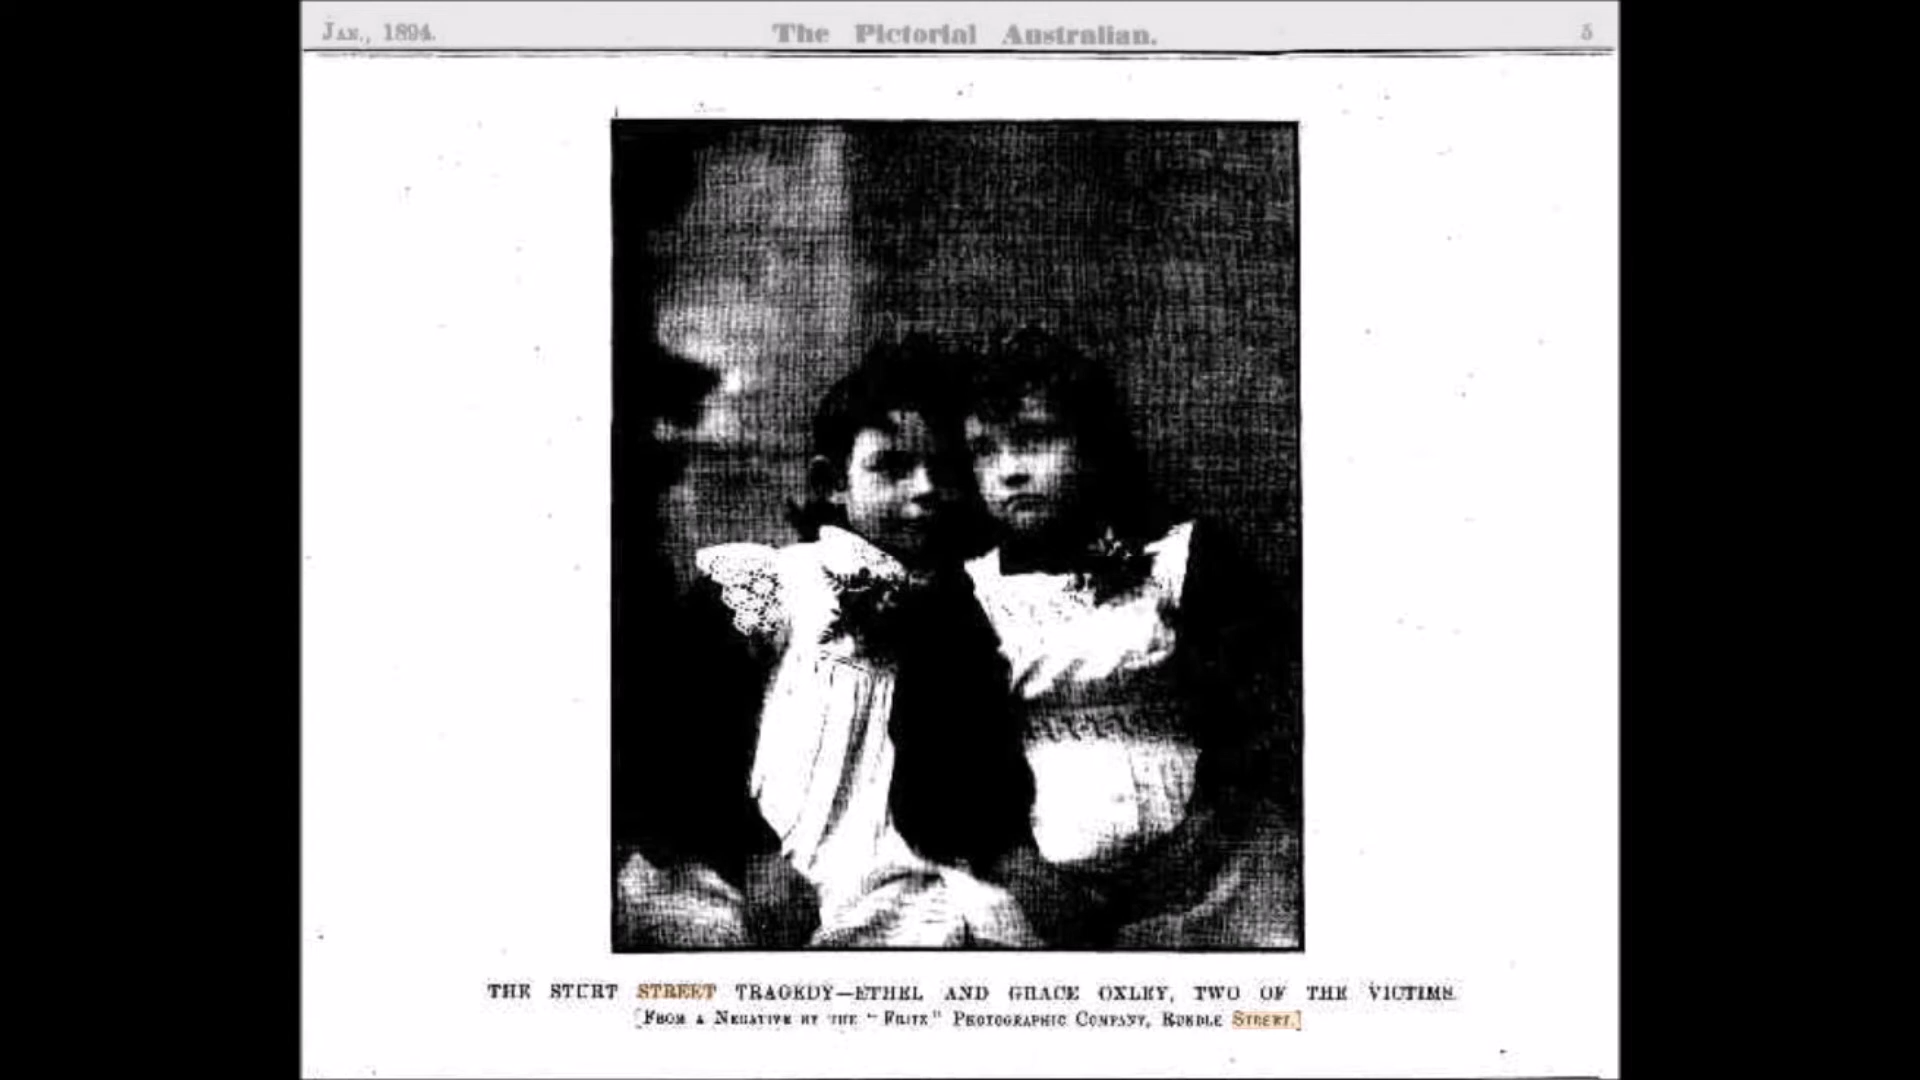 Jan., 1894.
The Pictorial Australian.
5
THE STURT STREET TRAGEDY—ETHEL AND GRACE OXLEY, TWO OF THE VICTIMS.
[From a Negative by the "Fritz" Photographic Company, Rundle Street.]